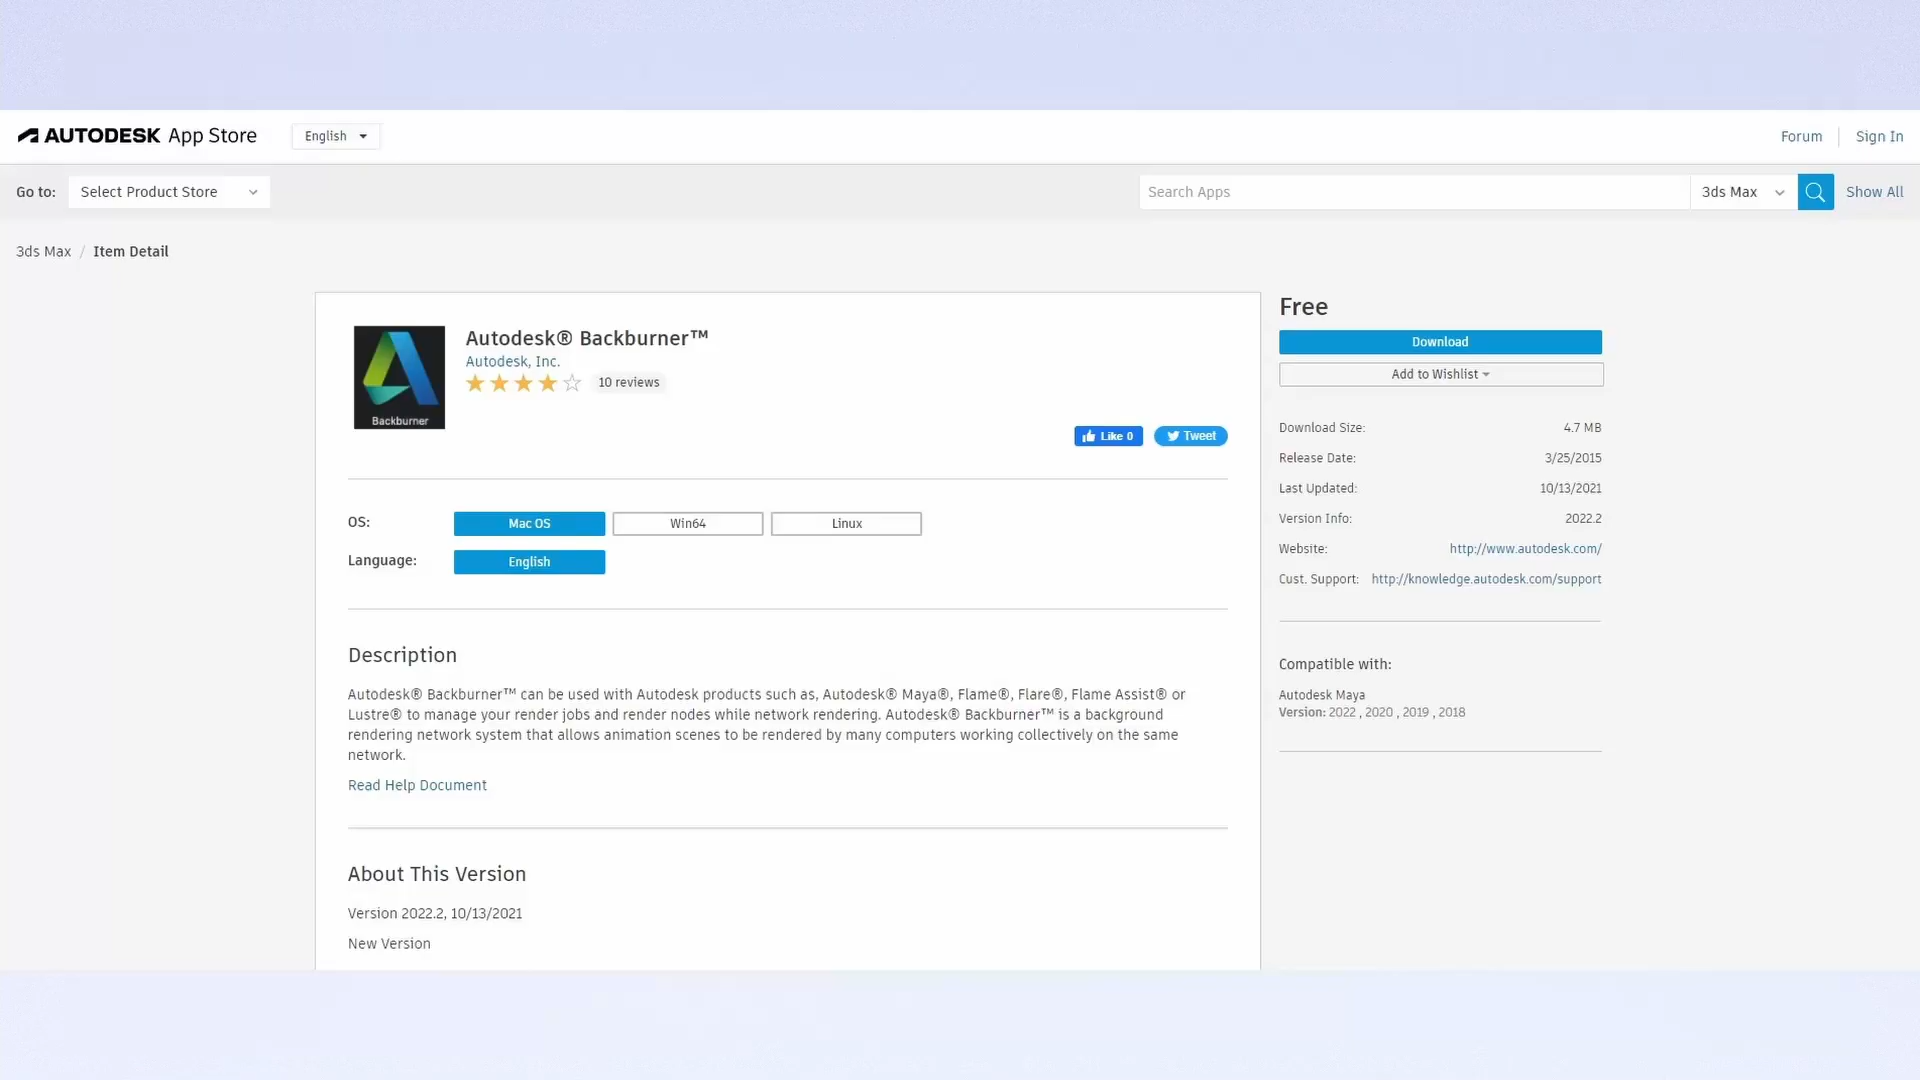 AUTODESK App Store
English
Forum
Sign In
Go to:
Select Product Store
Search Apps
3ds Max
Show All
3ds Max / Item Detail
Backburner
Autodesk® Backburner™
Autodesk, Inc.
10 reviews
Like 0
Tweet
OS:
Mac OS
Win64
Linux
Language:
English
Description
Autodesk® Backburner™ can be used with Autodesk products such as, Autodesk® Maya®, Flame®, Flare®, Flame Assist® or
Lustre® to manage your render jobs and render nodes while network rendering. Autodesk® Backburner™ is a background
rendering network system that allows animation scenes to be rendered by many computers working collectively on the same
network.
Read Help Document
About This Version
Version 2022.2, 10/13/2021
New Version
Free
Download
Add to Wishlist
Download Size: 4.7 MB
Release Date: 3/25/2015
Last Updated: 10/13/2021
Version Info: 2022.2
Website: http://www.autodesk.com/
Cust. Support: http://knowledge.autodesk.com/support
Compatible with:
Autodesk Maya
Version: 2022 , 2020 , 2019 , 2018